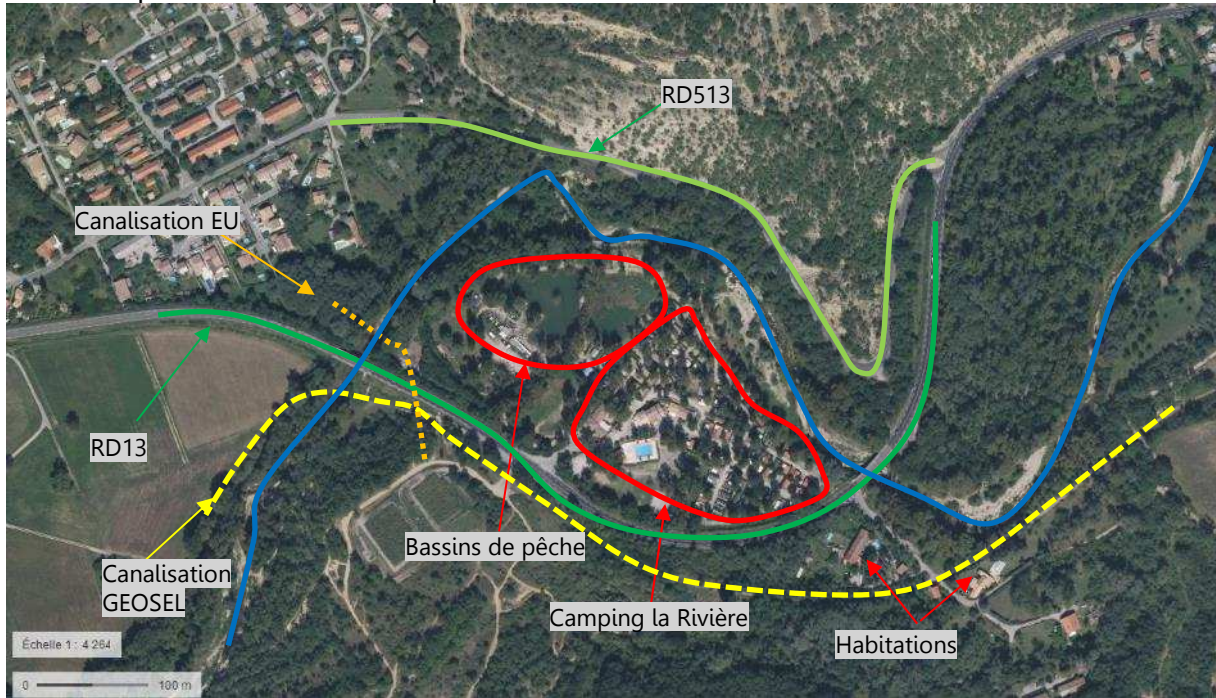 RD513
Canalisation EU
RD13
Bassins de pêche
Canalisation
GEOSEL
Camping la Rivière
Habitations
Échelle 1 : 4 264
0
100 m